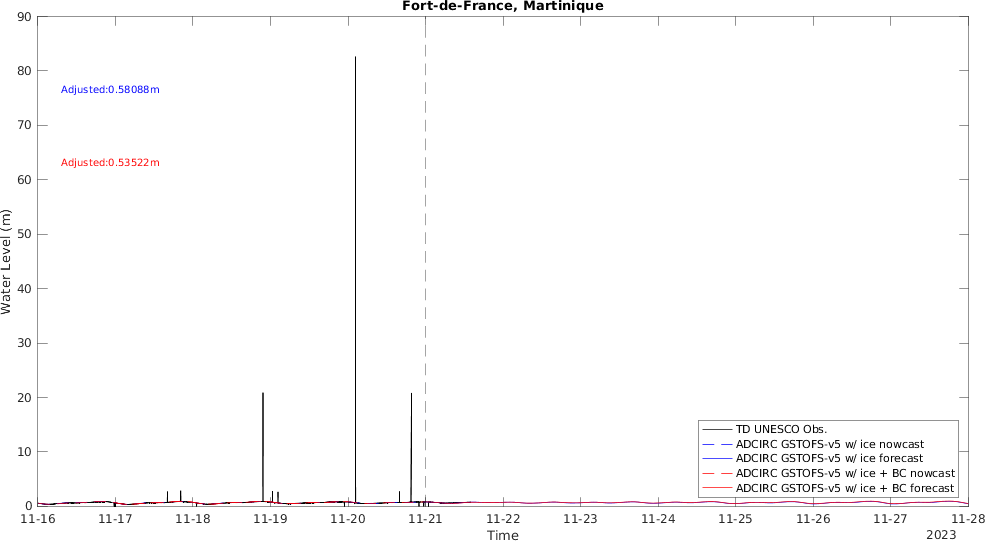 Fort-de-France, Martinique
90
80
70
60
50
40
30
20
10
0
Water Level (m)
Adjusted:0.58088m
Adjusted:0.53522m
TD UNESCO Obs.
ADCIRC GSTOFS-v5 w/ ice nowcast
ADCIRC GSTOFS-v5 w/ ice forecast
ADCIRC GSTOFS-v5 w/ ice + BC nowcast
ADCIRC GSTOFS-v5 w/ ice + BC forecast
11-16 11-17 11-18 11-19 11-20 11-21 11-22 11-23 11-24 11-25 11-26 11-27 11-28
Time
2023